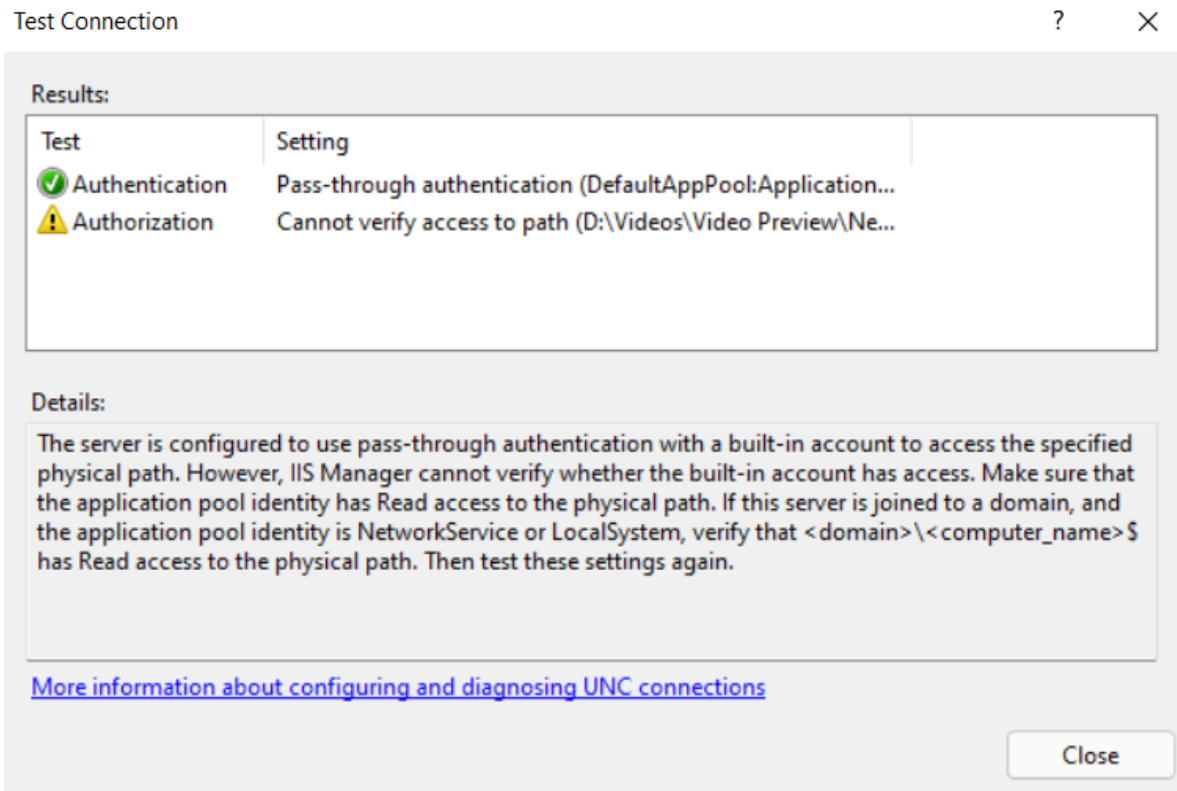 Test Connection ? ×
Results:
Test Setting
Authentication Pass-through authentication (DefaultAppPool:Application...
Authorization Cannot verify access to path (D:\Videos\Video Preview\Ne...
Details:
The server is configured to use pass-through authentication with a built-in account to access the specified
physical path. However, IIS Manager cannot verify whether the built-in account has access. Make sure that
the application pool identity has Read access to the physical path. If this server is joined to a domain, and
the application pool identity is NetworkService or LocalSystem, verify that <domain>\<computer_name>$
has Read access to the physical path. Then test these settings again.
More information about configuring and diagnosing UNC connections
Close